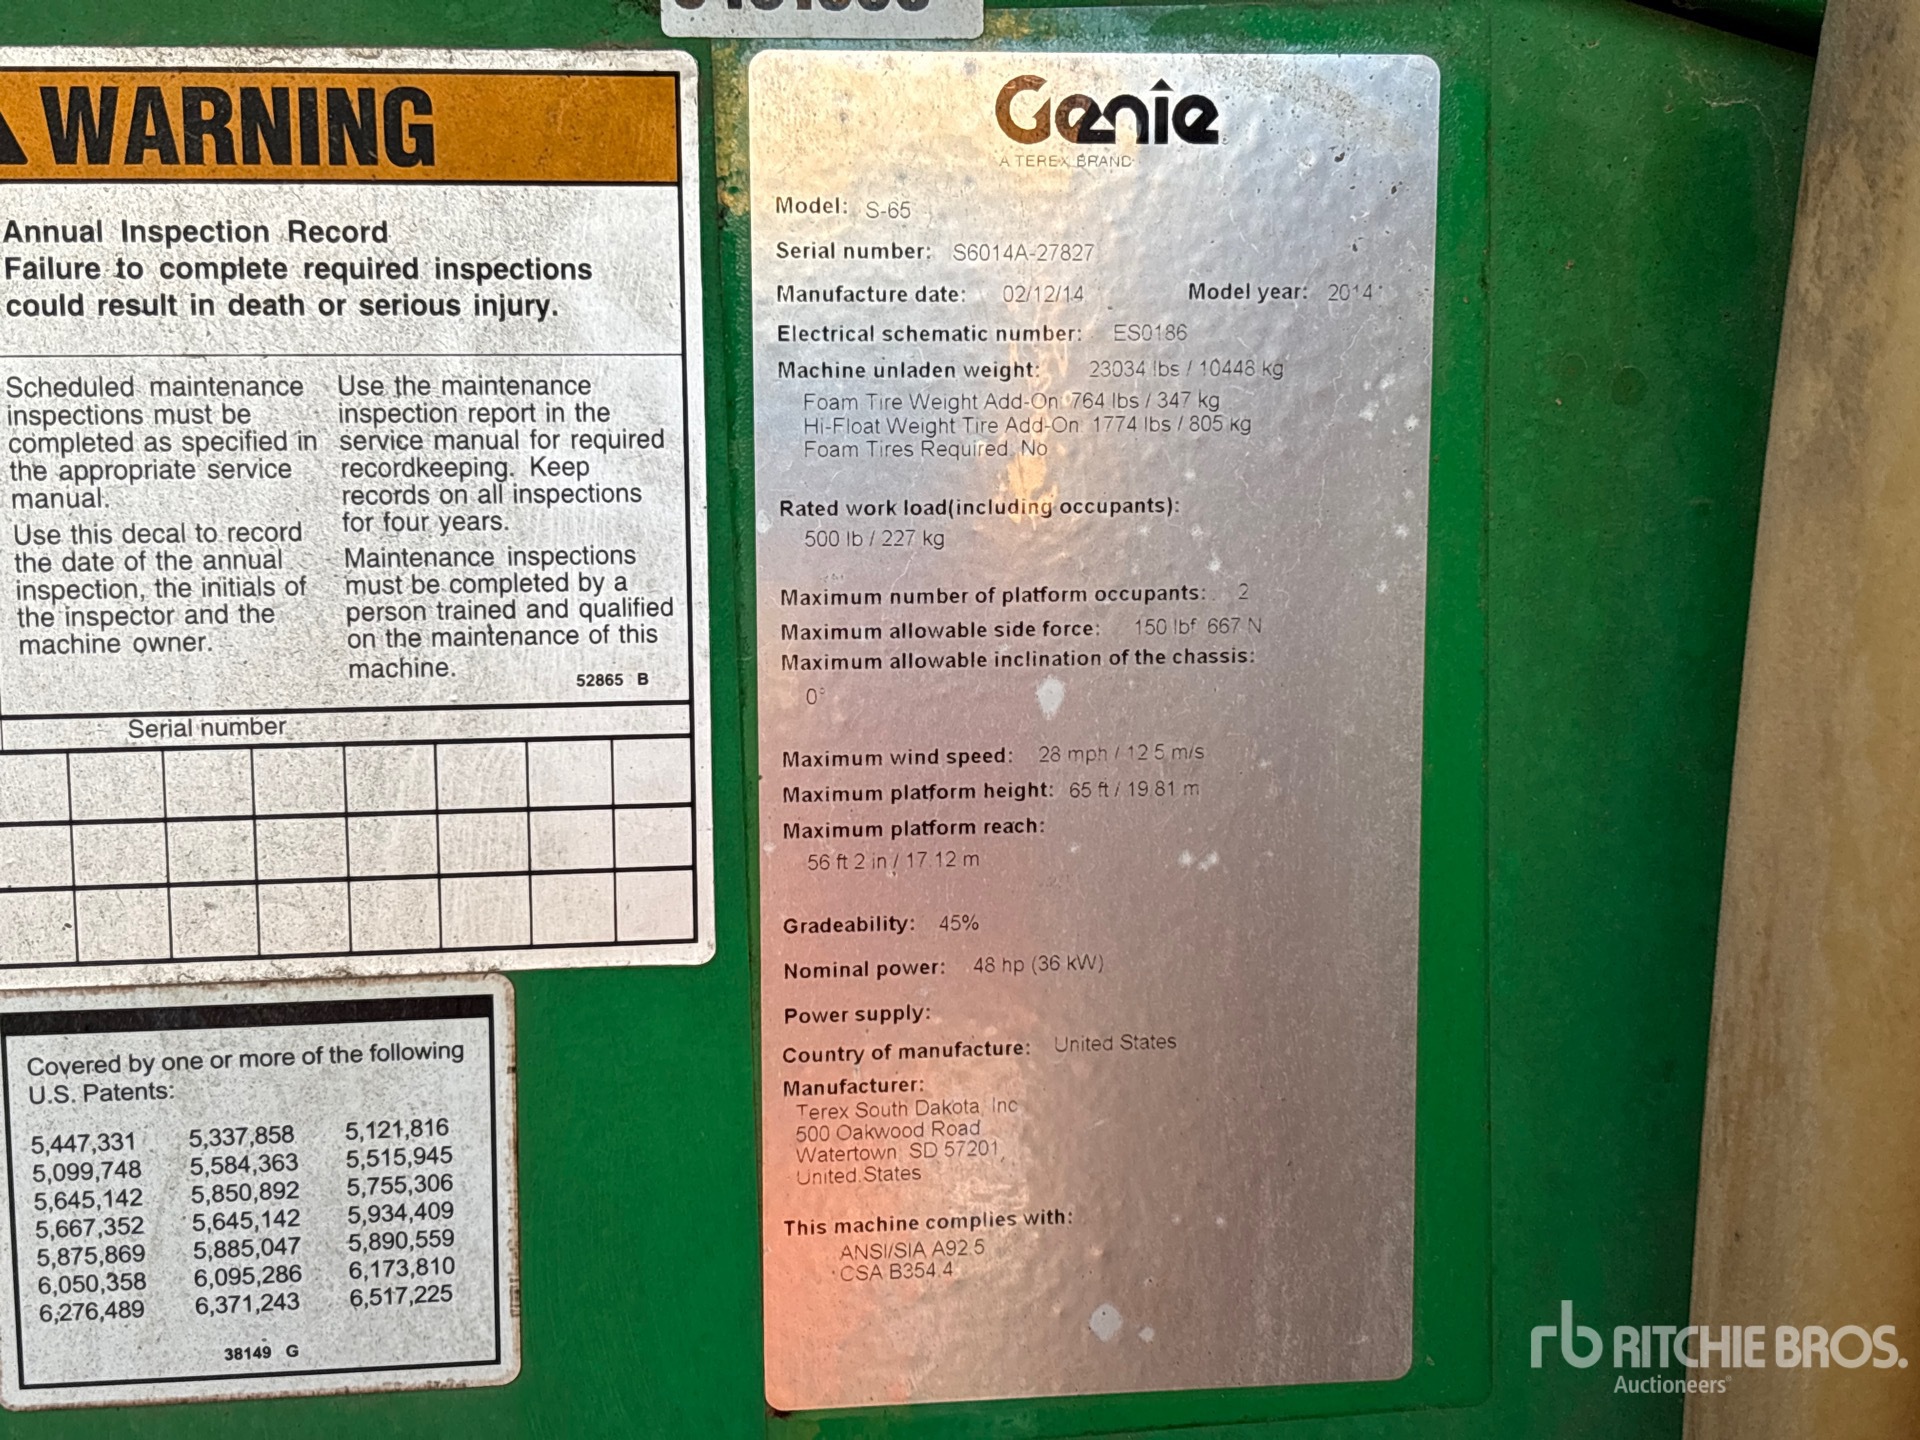 WARNING
Annual Inspection Record
Failure to complete required inspections
could result in death or serious injury.
Scheduled maintenance
inspections must be
completed as specified in
the appropriate service
manual.
Use this decal to record
the date of the annual
inspection, the initials of
the inspector and the
machine owner.
Use the maintenance
inspection report in the
service manual for required
recordkeeping. Keep
records on all inspections
for four years.
Maintenance inspections
must be completed by a
person trained and qualified
on the maintenance of this
machine.
52865 B
Serial number
Covered by one or more of the following
U.S. Patents:
5,447,331 5,337,858 5,121,816
5,099,748 5,584,363 5,515,945
5,645,142 5,850,892 5,755,306
5,667,352 5,645,142 5,934,409
5,875,869 5,885,047 5,890,559
6,050,358 6,095,286 6,173,810
6,276,489 6,371,243 6,517,225
38149 G
Genie
A TEREX BRAND
Model: S-65
Serial number: S6014A-27827
Manufacture date: 02/12/14 Model year: 2014
Electrical schematic number: ES0186
Machine unladen weight: 23034 lbs / 10448 kg
Foam Tire Weight Add-On 764 lbs / 347 kg
Hi-Float Weight Tire Add-On 1774 lbs / 805 kg
Foam Tires Required No
Rated work load(including occupants):
500 lb / 227 kg
Maximum number of platform occupants: 2
Maximum allowable side force: 150 lbf 667 N
Maximum allowable inclination of the chassis:
0°
Maximum wind speed: 28 mph / 12 5 m/s
Maximum platform height: 65 ft / 19 81 m
Maximum platform reach:
56 ft 2 in / 17 12 m
Gradeability: 45%
Nominal power: 48 hp (36 kW)
Power supply:
Country of manufacture: United States
Manufacturer:
Terex South Dakota, Inc
500 Oakwood Road
Watertown SD 57201,
United States
This machine complies with:
ANSI/SIA A92.5
CSA B354.4
rb RITCHIE BROS.
Auctioneers